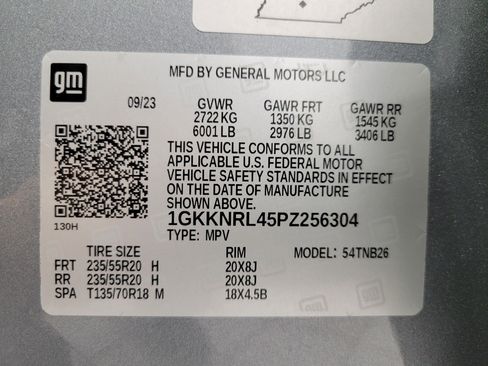 gm
MFD BY GENERAL MOTORS LLC
09/23 GVWR GAWR FRT GAWR RR
2722 KG 1350 KG 1545 KG
6001 LB 2976 LB 3406 LB
THIS VEHICLE CONFORMS TO ALL
APPLICABLE U.S. FEDERAL MOTOR
VEHICLE SAFETY STANDARDS IN EFFECT
ON THE DATE OF MANUFACTURE
SHOWN ABOVE.
1GKKNRL45PZ256304
130H
TYPE: MPV
TIRE SIZE RIM MODEL: 54TNB26
FRT 235/55R20 H 20X8J
RR 235/55R20 H 20X8J
SPA T135/70R18 M 18X4.5B